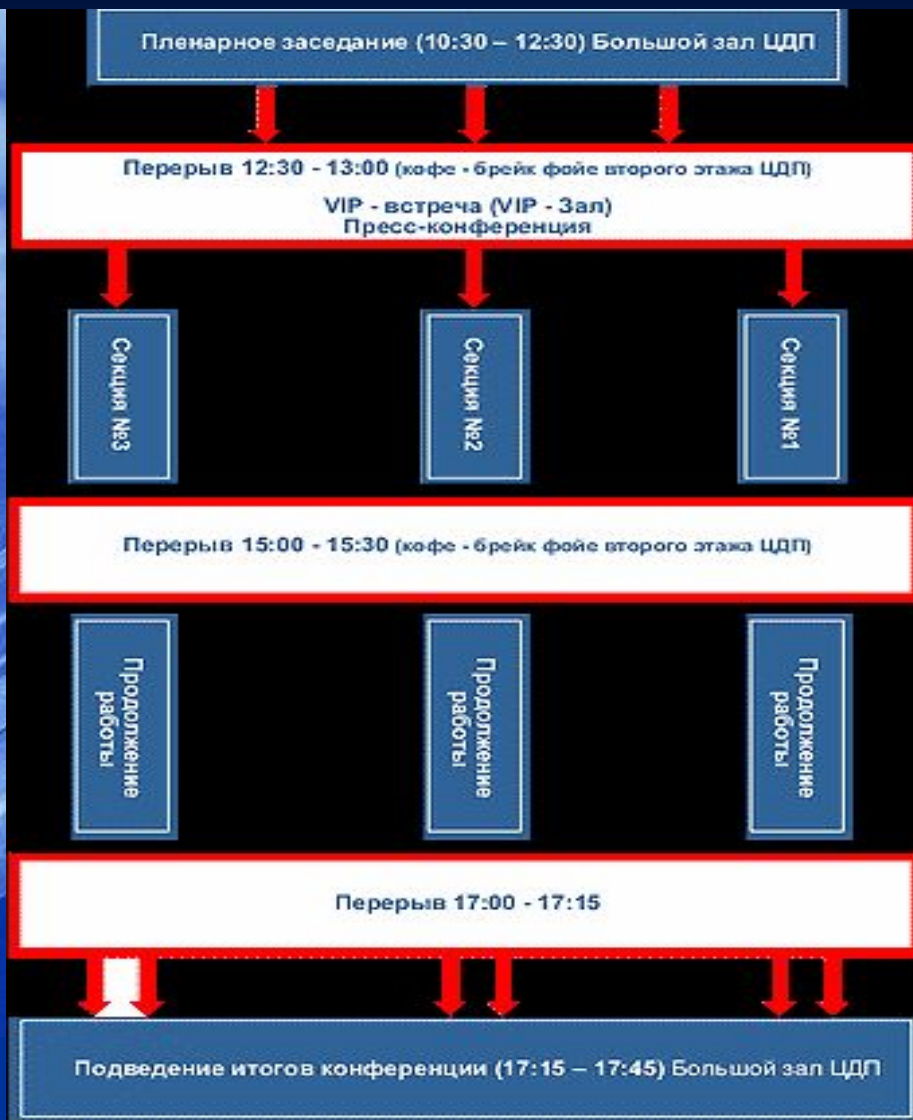 Пленарное заседание (10:30 – 12:30) Большой зал ЦДП
Перерыв 12:30 - 13:00 (кофе - брейк фойе второго этажа ЦДП)
VIP - встреча (VIP - Зал)
Пресс-конференция
Секция №3
Секция №2
Секция №1
Перерыв 15:00 - 15:30 (кофе - брейк фойе второго этажа ЦДП)
Продолжение
работы
Продолжение
работы
Продолжение
работы
Перерыв 17:00 - 17:15
Подведение итогов конференции (17:15 – 17:45) Большой зал ЦДП